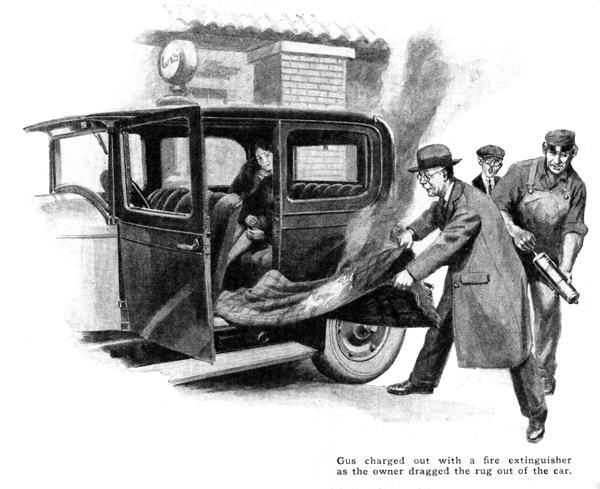 Gus charged out with a fire extinguisher
as the owner dragged the rug out of the car.